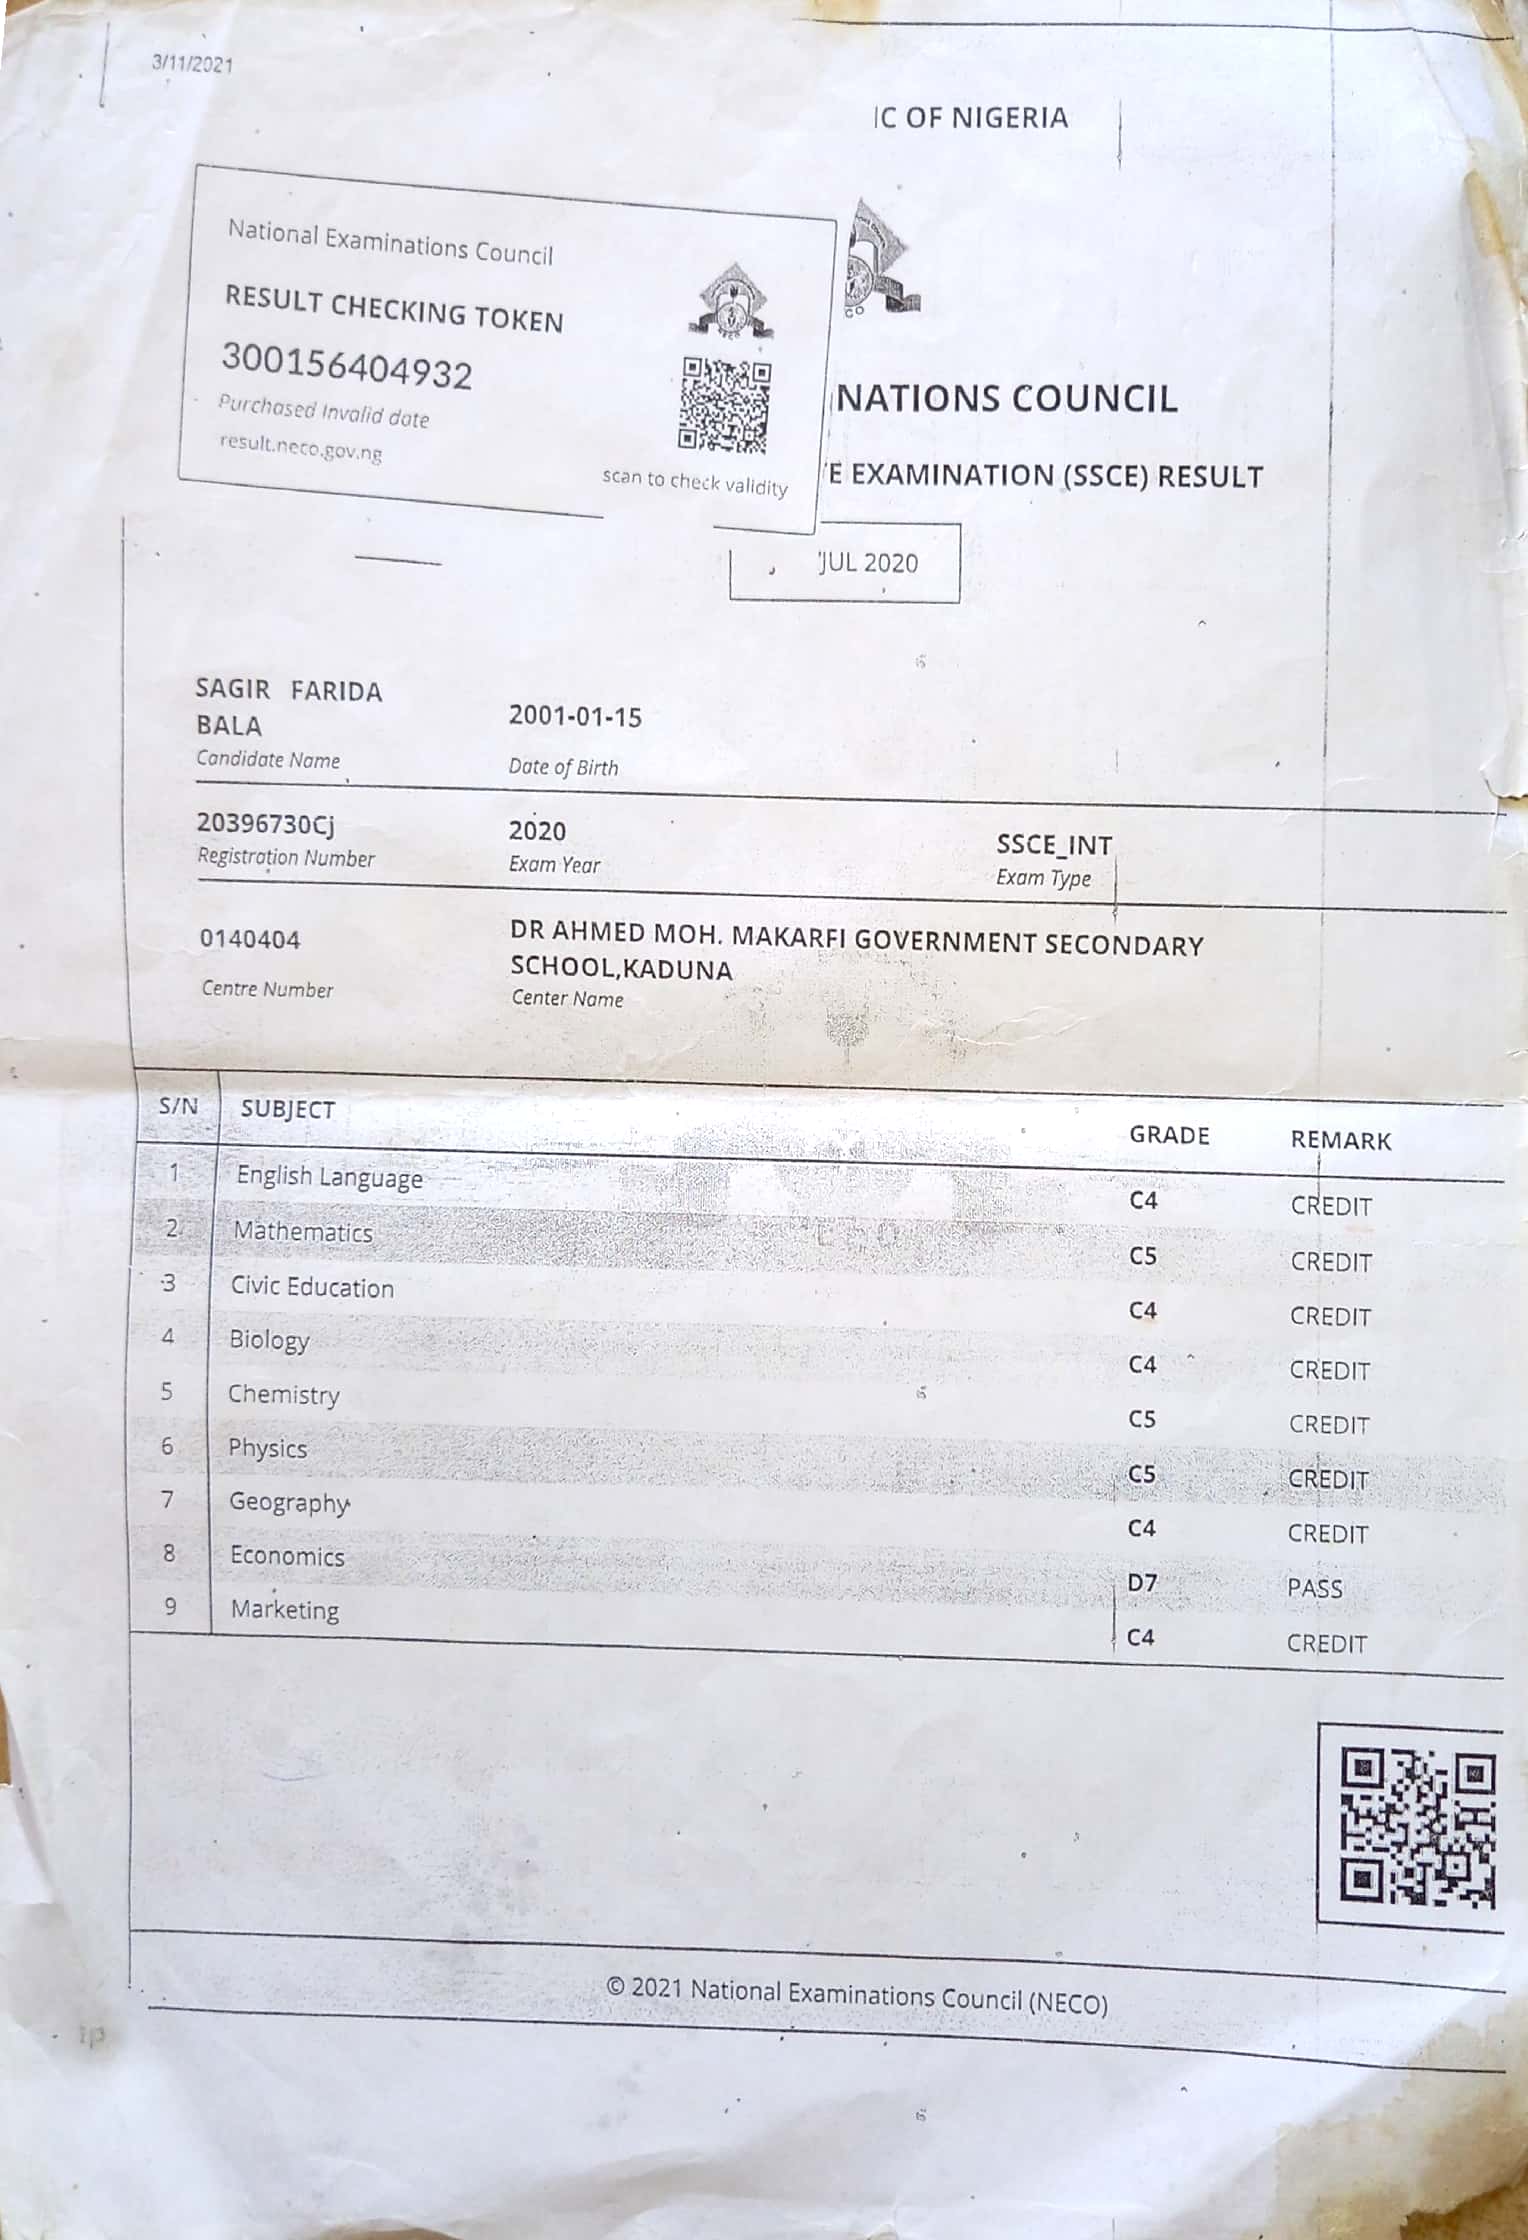 3/11/2021
IC OF NIGERIA
National Examinations Council
RESULT CHECKING TOKEN
300156404932
Purchased Invalid date
result.neco.gov.ng
NECO
scan to check validity
NATIONS COUNCIL
E EXAMINATION (SSCE) RESULT
JUL 2020
SAGIR FARIDA
BALA
Candidate Name
2001-01-15
Date of Birth
20396730Cj
Registration Number
2020
Exam Year
SSCE_INT
Exam Type
0140404
Centre Number
DR AHMED MOH. MAKARFI GOVERNMENT SECONDARY
SCHOOL,KADUNA
Center Name
S/N SUBJECT GRADE REMARK
1 English Language C4 CREDIT
2 Mathematics C5 CREDIT
3 Civic Education C4 CREDIT
4 Biology C4 CREDIT
5 Chemistry C5 CREDIT
6 Physics C5 CREDIT
7 Geography C4 CREDIT
8 Economics D7 PASS
9 Marketing C4 CREDIT
© 2021 National Examinations Council (NECO)